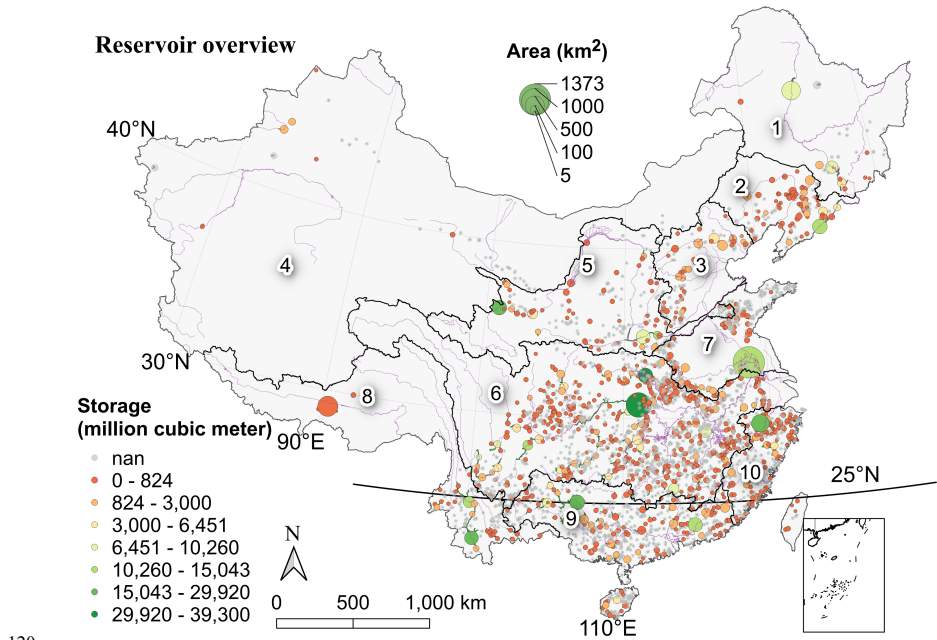 Reservoir overview
Area (km²)
1373
1000
500
100
5
40°N
1
2
3
5
4
7
30°N
8
6
Storage
(million cubic meter)
90°E
nan
0 - 824
824 - 3,000
3,000 - 6,451
6,451 - 10,260
10,260 - 15,043
15,043 - 29,920
29,920 - 39,300
10
25°N
9
N
0
500
1,000 km
110°E